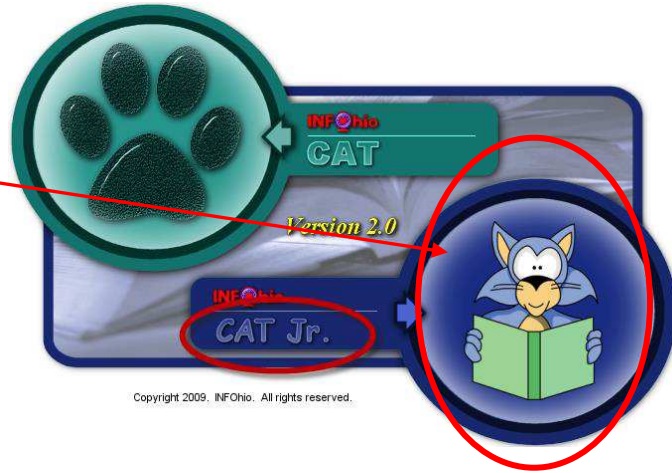 INFOhio
CAT
Version 2.0
INFOhio
CAT Jr.
Copyright 2009. INFOhio. All rights reserved.